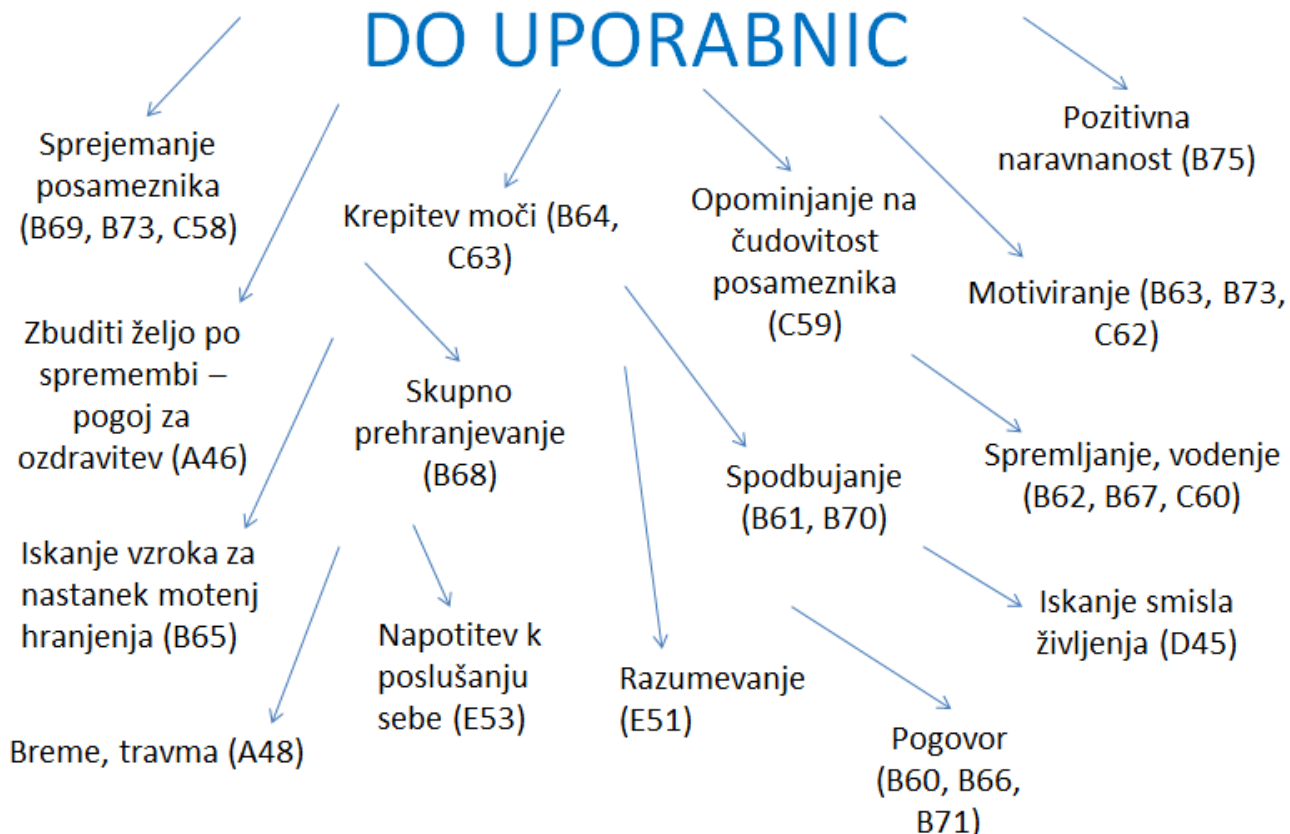 DO UPORABNIC
Sprejemanje
posameznika
(B69, B73, C58)
Krepitev moči (B64,
C63)
Opominjanje na
čudovitost
posameznika
(C59)
Pozitivna
naravnanost (B75)
Motiviranje (B63, B73,
C62)
Zbuditi željo po
spremembi –
pogoj za
ozdravitev (A46)
Skupno
prehranjevanje
(B68)
Spodbujanje
(B61, B70)
Spremljanje, vodenje
(B62, B67, C60)
Iskanje vzroka za
nastanek motenj
hranjenja (B65)
Napotitev k
poslušanju
sebe (E53)
Razumevanje
(E51)
Iskanje smisla
življenja (D45)
Breme, travma (A48)
Pogovor
(B60, B66,
B71)